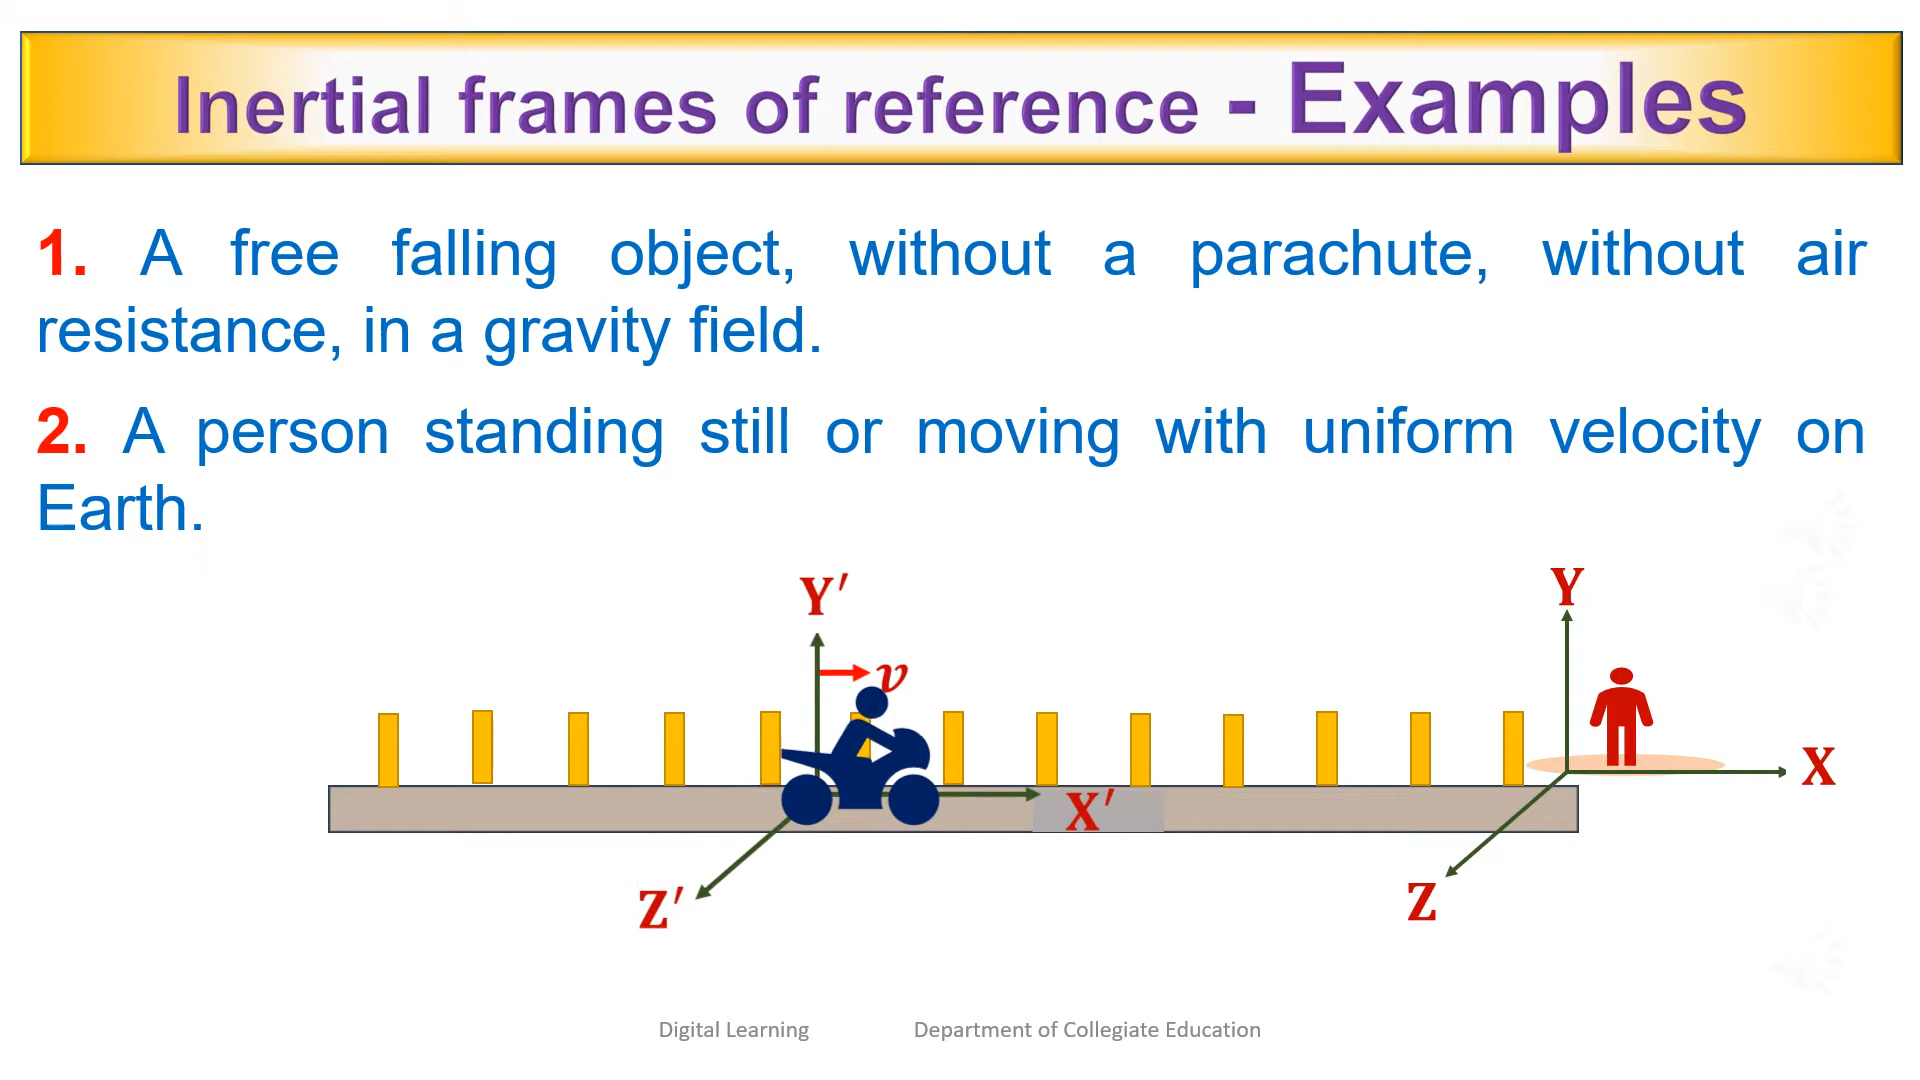 Inertial frames of reference - Examples
1. A free falling object, without a parachute, without air
resistance, in a gravity field.
2. A person standing still or moving with uniform velocity on
Earth.
Y′
Y
v
X
X′
Z′
Z
Digital Learning
Department of Collegiate Education